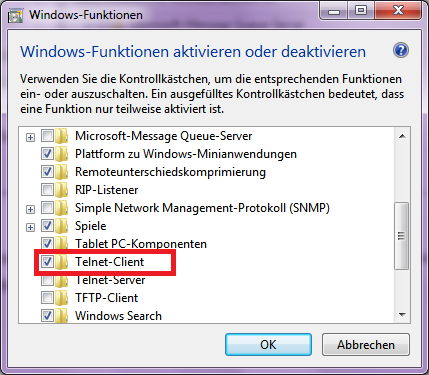 Windows-Funktionen
Windows-Funktionen aktivieren oder deaktivieren
Verwenden Sie die Kontrollkästchen, um die entsprechenden Funktionen
ein- oder auszuschalten. Ein ausgefülltes Kontrollkästchen bedeutet, dass
eine Funktion nur teilweise aktiviert ist.
Microsoft-Message Queue-Server
Plattform zu Windows-Minianwendungen
Remoteunterschiedskomprimierung
RIP-Listener
Simple Network Management-Protokoll (SNMP)
Spiele
Tablet PC-Komponenten
Telnet-Client
Telnet-Server
TFTP-Client
Windows Search
OK
Abbrechen